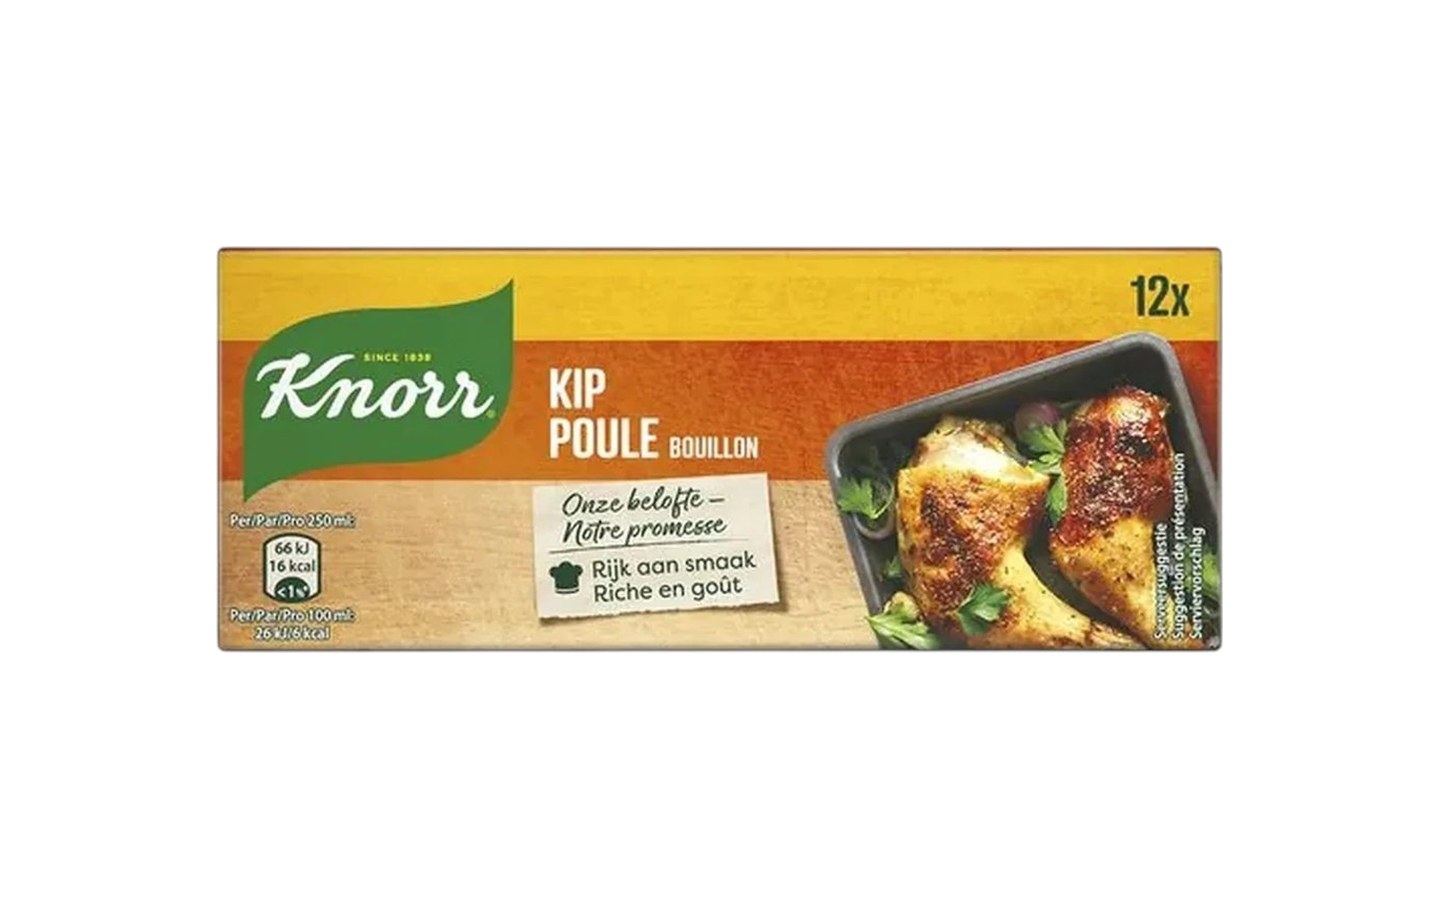 12x
SINCE 1838
Knorr
KIP
POULE BOUILLON
Onze belofte –
Notre promesse
Rijk aan smaak
Riche en goût
Per/Par/Pro 250 ml:
66 kJ
16 kcal
<1%*
Per/Par/Pro 100 ml:
26 kJ/6 kcal
Serveersuggestie
Suggestion de présentation
Serviervorschlag